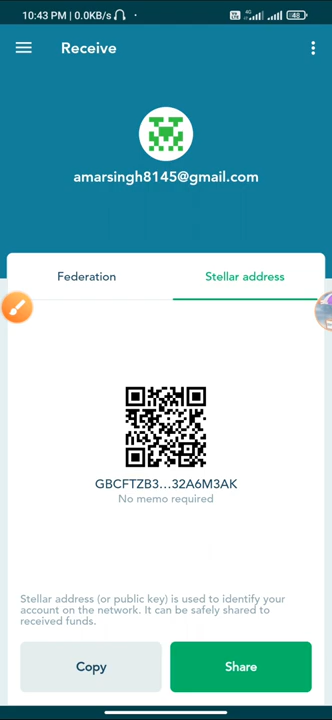 10:43 PM | 0.0KB/s
4G
48
Receive
amarsingh8145@gmail.com
Federation
Stellar address
GBCFTZB3...32A6M3AK
No memo required
Stellar address (or public key) is used to identify your
account on the network. It can be safely shared to
received funds.
Copy
Share